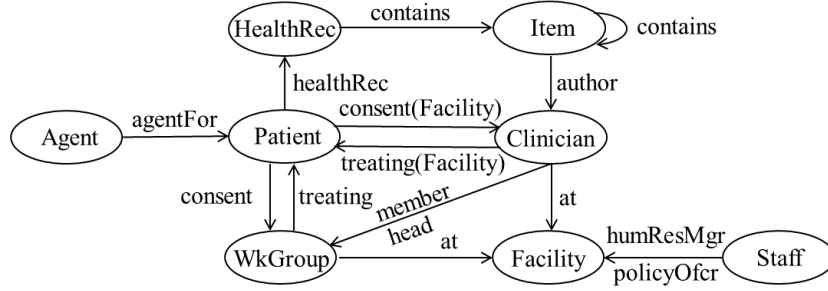 contains
HealthRec
Item
contains
healthRec
author
consent(Facility)
agentFor
Agent
Patient
Clinician
treating(Facility)
consent
treating
member
head
at
at
humResMgr
WkGroup
Facility
Staff
policyOfcr